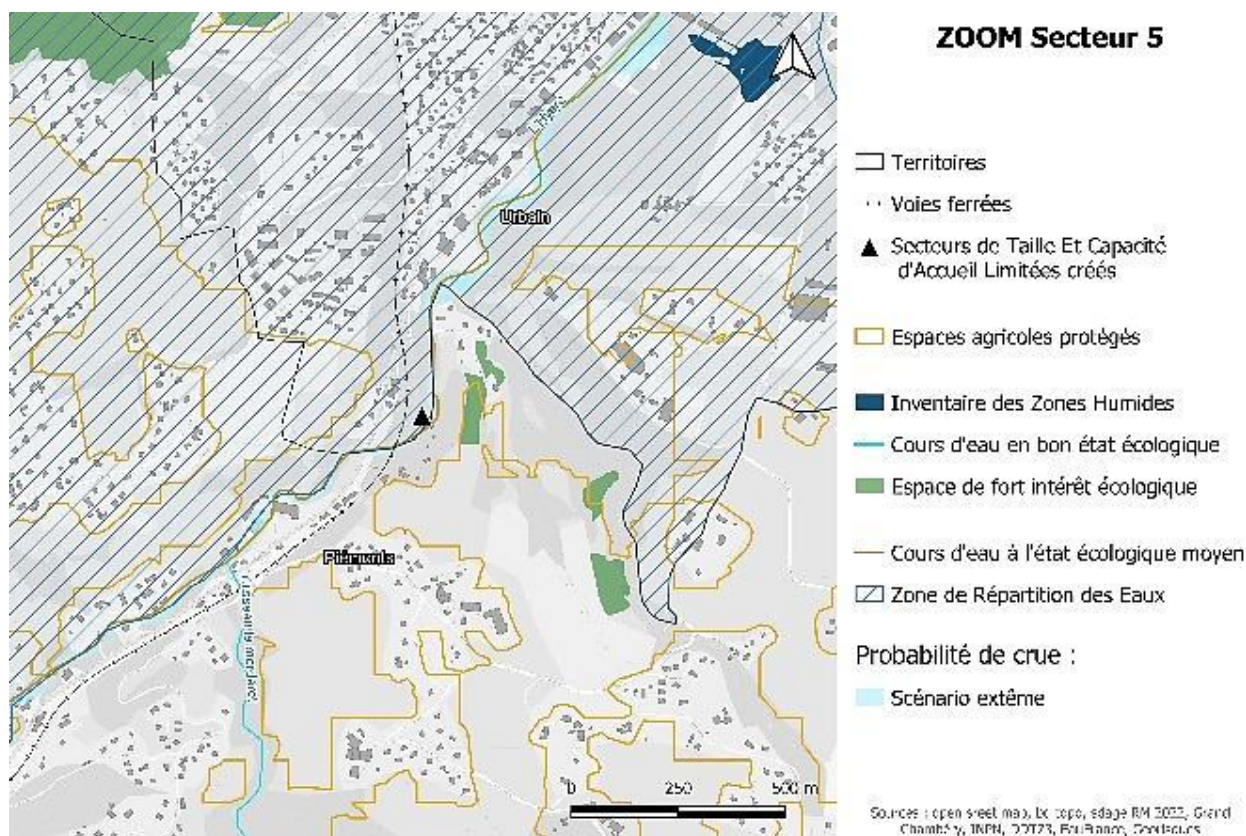 ZOOM Secteur 5
Territoires
Voies ferrées
Secteurs de Taille Et Capacité
d'Accueil Limitées créés
Espaces agricoles protégés
Inventaire des Zones Humides
Cours d'eau en bon état écologique
Espace de fort intérêt écologique
Cours d'eau à l'état écologique moyen
Zone de Répartition des Eaux
Probabilité de crue :
Scénario extême
Urbain
0 250 500 m
Sources : open street map, bd topo, sdage RM 2022, Grand
Chambéry, INPN,